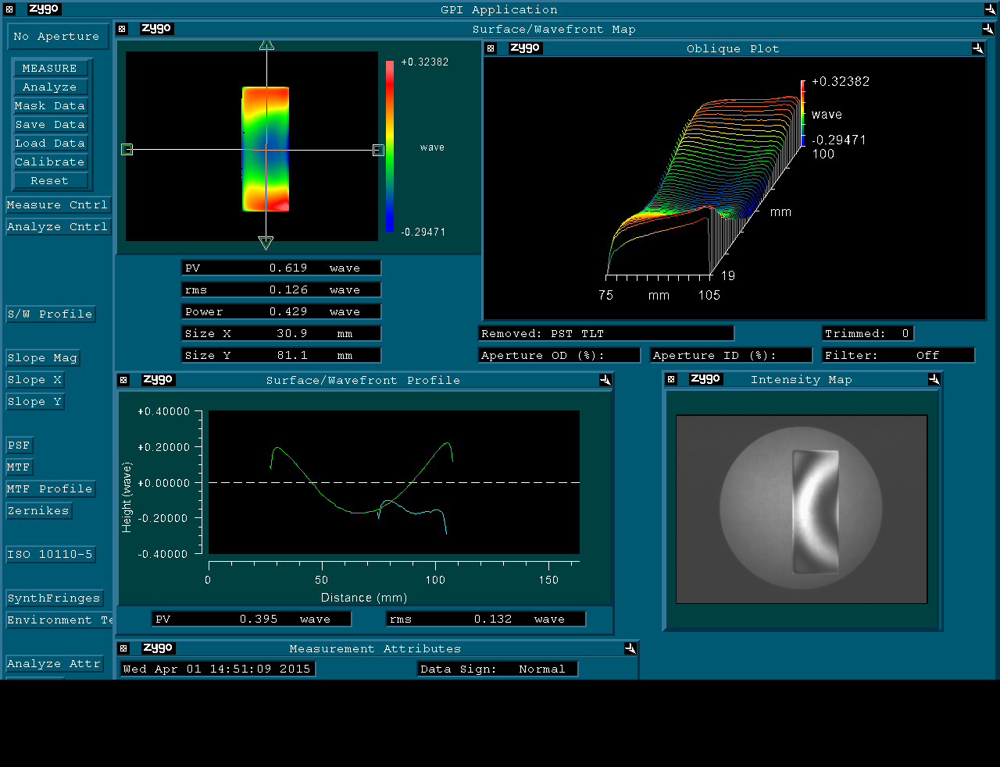 zygo GPI Application
No Aperture
MEASURE
Analyze
Mask Data
Save Data
Load Data
Calibrate
Reset
Measure Cntrl
Analyze Cntrl
S/W Profile
Slope Mag
Slope X
Slope Y
PSF
MTF
MTF Profile
Zernikes
ISO 10110-5
SynthFringes
Environment Te
Analyze Attr
zygo Surface/Wavefront Map
+0.32382
wave
-0.29471
zygo Oblique Plot
+0.32382
wave
-0.29471
100
mm
19
75 mm 105
PV 0.619 wave
rms 0.126 wave
Power 0.429 wave
Size X 30.9 mm
Size Y 81.1 mm
Removed: PST TLT
Trimmed: 0
Aperture OD (%):
Aperture ID (%):
Filter: Off
zygo Surface/Wavefront Profile
+0.40000
+0.20000
+0.00000
-0.20000
-0.40000
Height (wave)
0 50 100 150
Distance (mm)
PV 0.395 wave
rms 0.132 wave
zygo Intensity Map
zygo Measurement Attributes
Wed Apr 01 14:51:09 2015
Data Sign: Normal